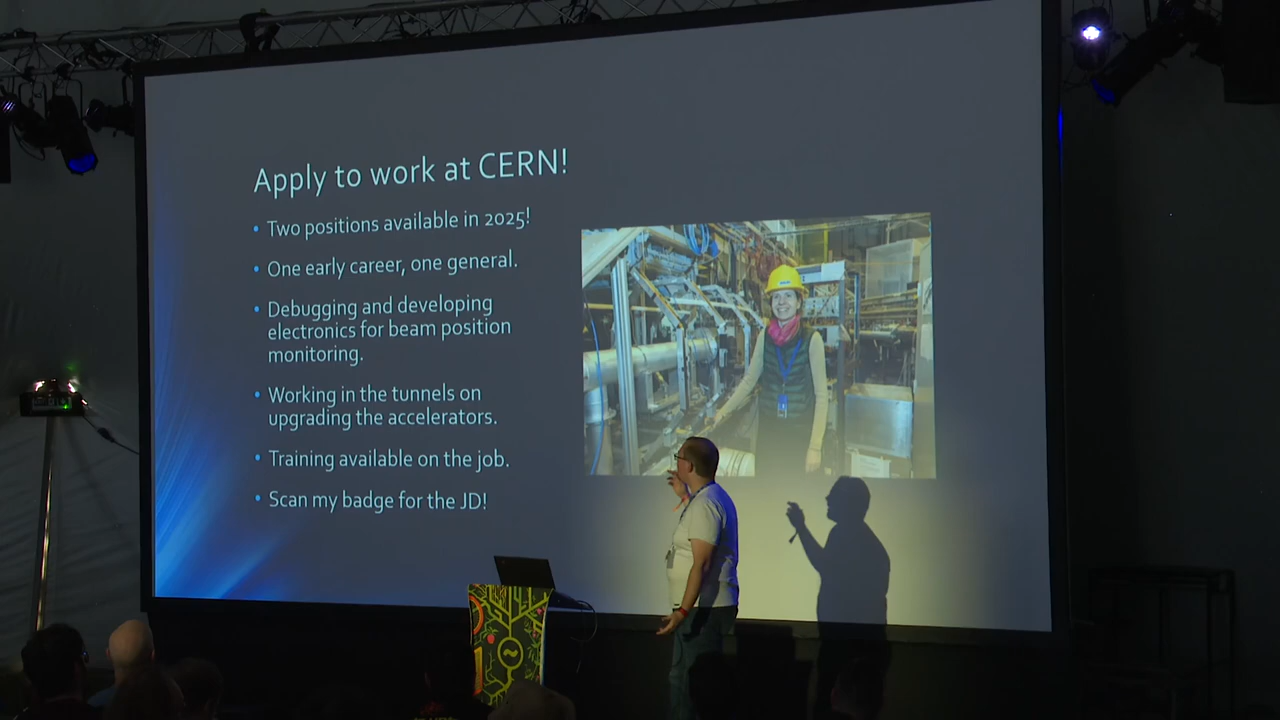 Apply to work at CERN!
• Two positions available in 2025!
• One early career, one general.
• Debugging and developing
electronics for beam position
monitoring.
• Working in the tunnels on
upgrading the accelerators.
• Training available on the job.
• Scan my badge for the JD!